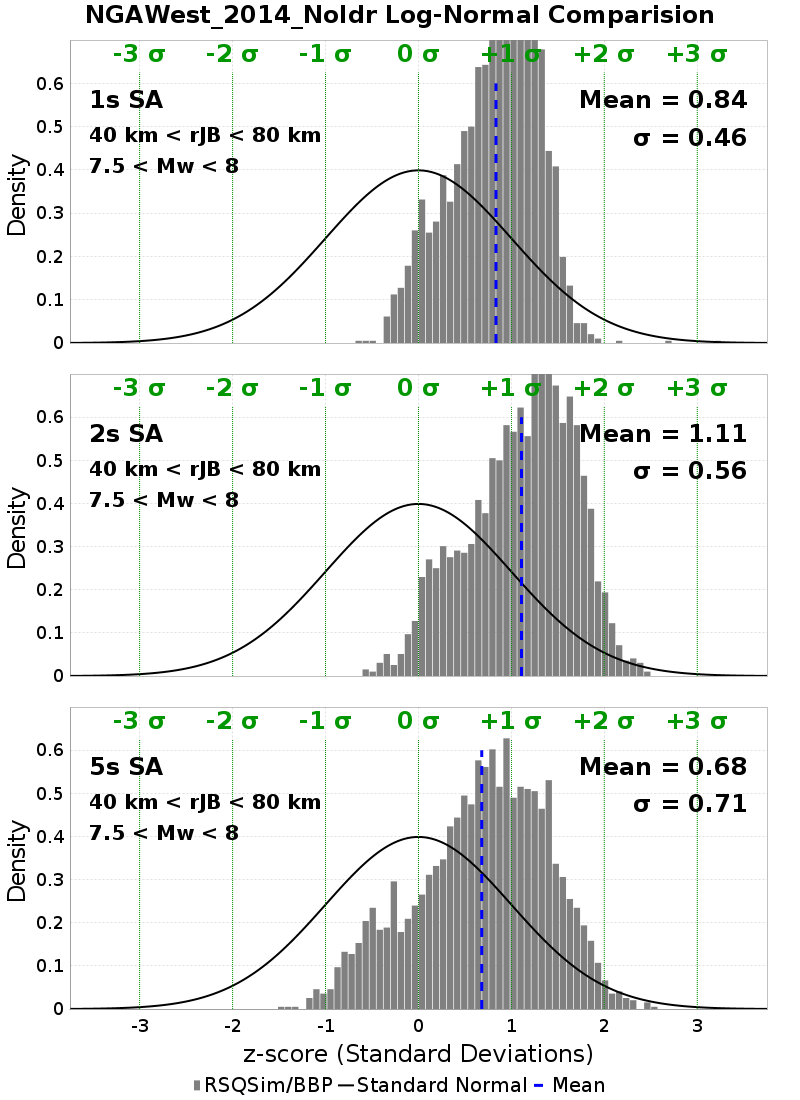 NGAWest_2014_NoIdr Log-Normal Comparision
-3 σ -2 σ -1 σ 0 σ +1 σ +2 σ +3 σ
1s SA
Mean = 0.84
40 km < rJB < 80 km
σ = 0.46
7.5 < Mw < 8
Density
0.6
0.5
0.4
0.3
0.2
0.1
0
-3 σ -2 σ -1 σ 0 σ +1 σ +2 σ +3 σ
2s SA
Mean = 1.11
40 km < rJB < 80 km
σ = 0.56
7.5 < Mw < 8
Density
0.6
0.5
0.4
0.3
0.2
0.1
0
-3 σ -2 σ -1 σ 0 σ +1 σ +2 σ +3 σ
5s SA
Mean = 0.68
40 km < rJB < 80 km
σ = 0.71
7.5 < Mw < 8
Density
0.6
0.5
0.4
0.3
0.2
0.1
0
-3 -2 -1 0 1 2 3
z-score (Standard Deviations)
RSQSim/BBP Standard Normal Mean